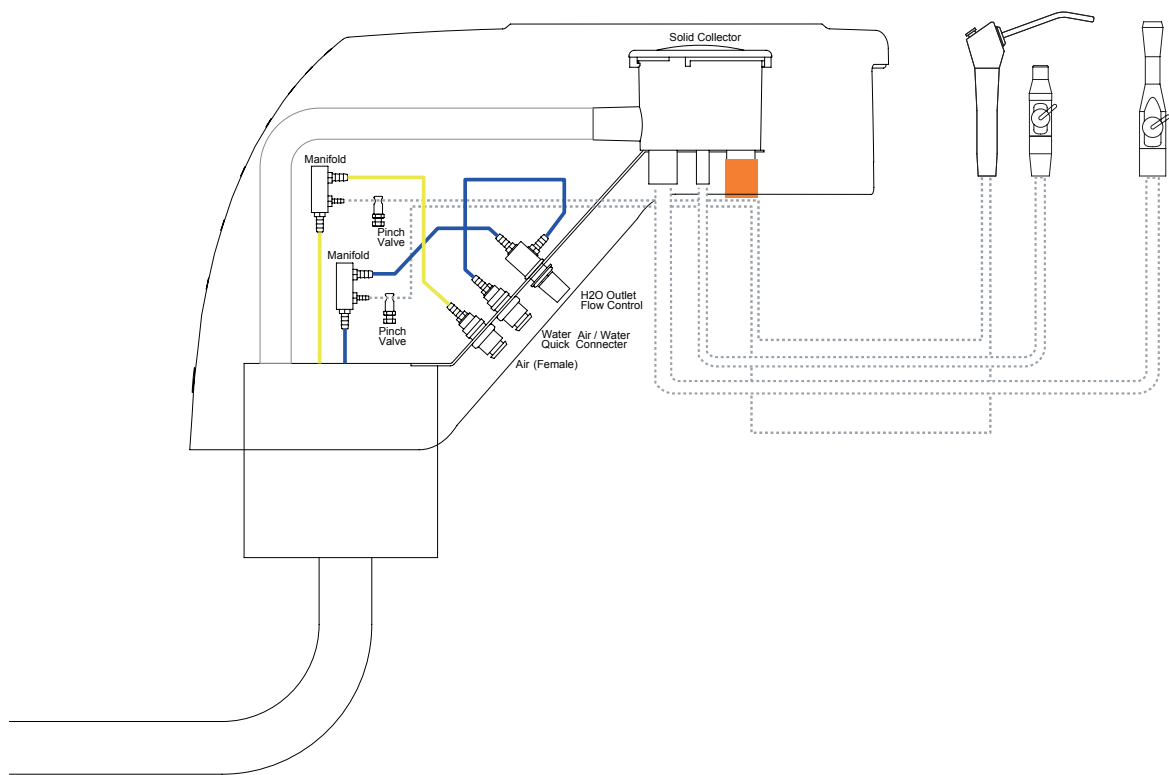 Solid Collector
Manifold
Pinch
Valve
Manifold
H2O Outlet
Flow Control
Pinch
Valve
Water
Quick
Air / Water
Connecter
Air (Female)